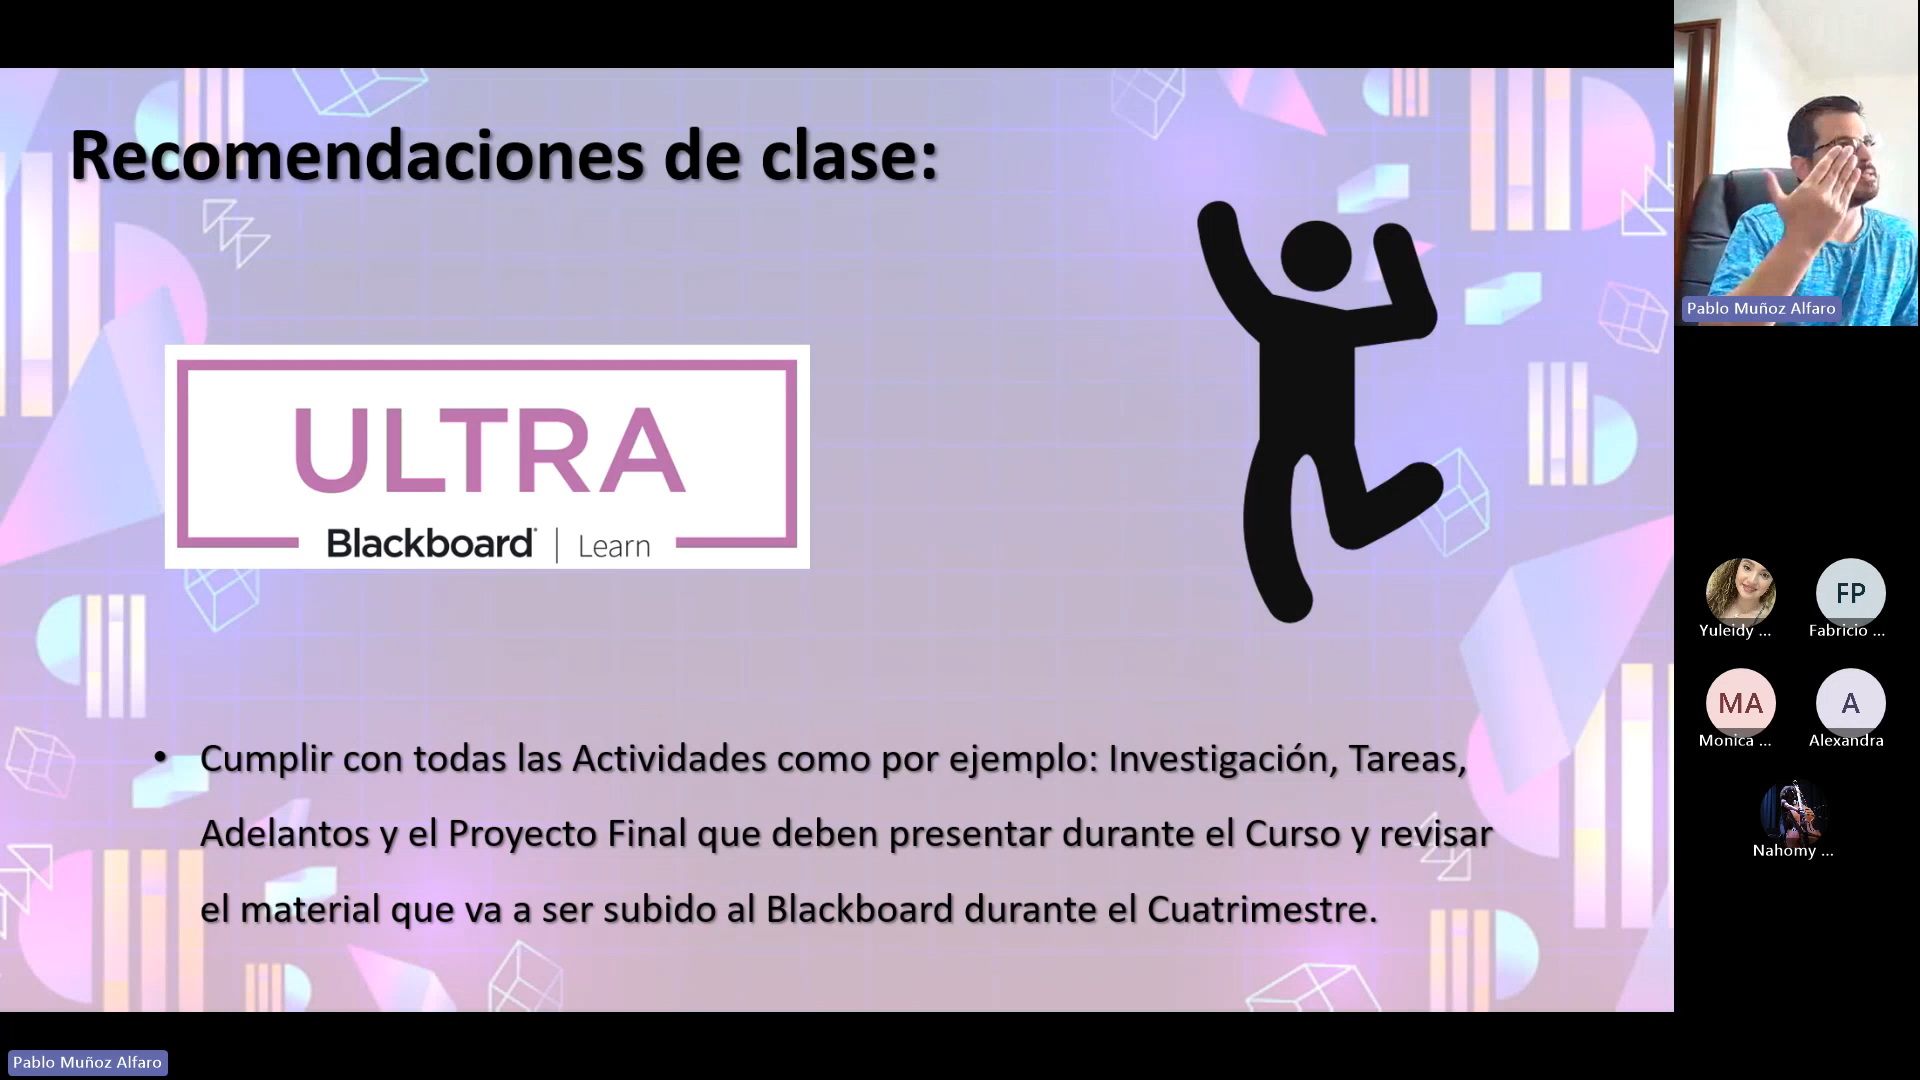 Recomendaciones de clase:
ULTRA
Blackboard | Learn
• Cumplir con todas las Actividades como por ejemplo: Investigación, Tareas,
Adelantos y el Proyecto Final que deben presentar durante el Curso y revisar
el material que va a ser subido al Blackboard durante el Cuatrimestre.
Pablo Muñoz Alfaro
Yuleidy ...
FP
Fabricio ...
MA
Monica ...
A
Alexandra
Nahomy ...
Pablo Muñoz Alfaro